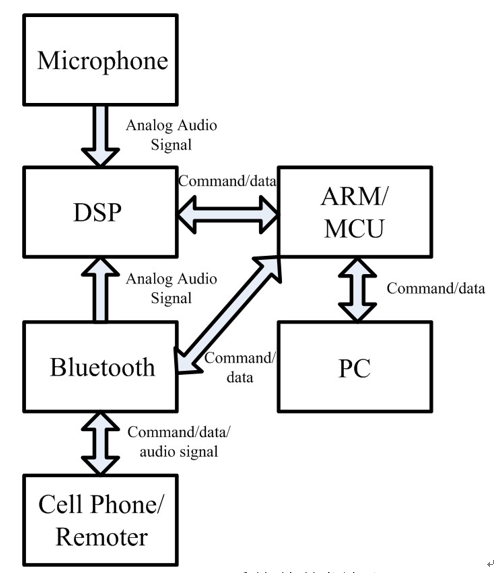 Microphone
Analog Audio
Signal
Command/data
DSP
ARM/
MCU
Analog Audio
Signal
Command/data
Bluetooth
Command/
data
PC
Command/data/
audio signal
Cell Phone/
Remoter